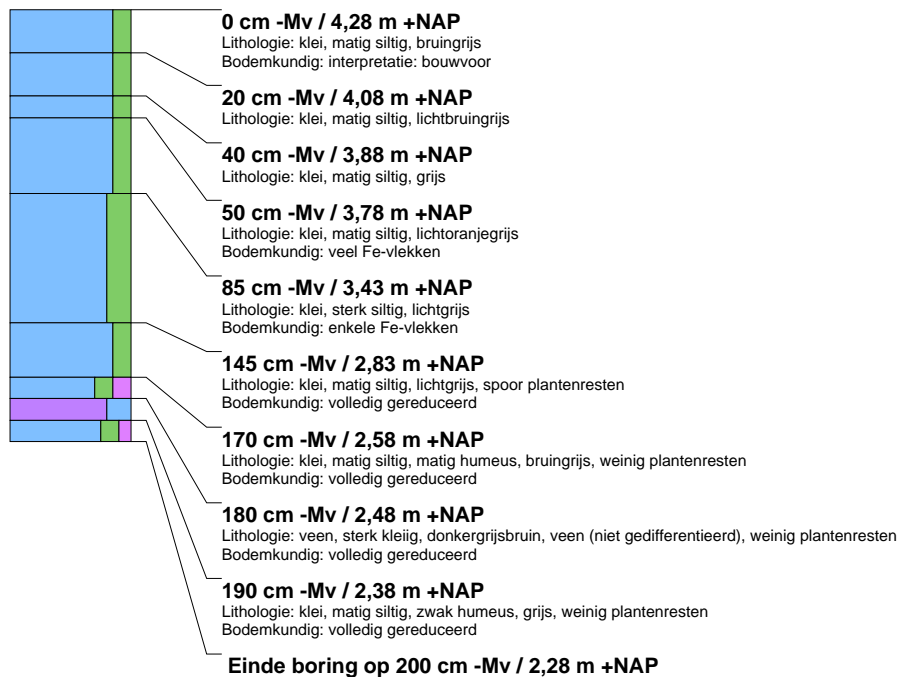 0 cm -Mv / 4,28 m +NAP
Lithologie: klei, matig siltig, bruingrijs
Bodemkundig: interpretatie: bouwvoor
20 cm -Mv / 4,08 m +NAP
Lithologie: klei, matig siltig, lichtbruingrijs
40 cm -Mv / 3,88 m +NAP
Lithologie: klei, matig siltig, grijs
50 cm -Mv / 3,78 m +NAP
Lithologie: klei, matig siltig, lichtoranjegrijs
Bodemkundig: veel Fe-vlekken
85 cm -Mv / 3,43 m +NAP
Lithologie: klei, sterk siltig, lichtgrijs
Bodemkundig: enkele Fe-vlekken
145 cm -Mv / 2,83 m +NAP
Lithologie: klei, matig siltig, lichtgrijs, spoor plantenresten
Bodemkundig: volledig gereduceerd
170 cm -Mv / 2,58 m +NAP
Lithologie: klei, matig siltig, matig humeus, bruingrijs, weinig plantenresten
Bodemkundig: volledig gereduceerd
180 cm -Mv / 2,48 m +NAP
Lithologie: veen, sterk kleiig, donkergrijsbruin, veen (niet gedifferentieerd), weinig plantenresten
Bodemkundig: volledig gereduceerd
190 cm -Mv / 2,38 m +NAP
Lithologie: klei, matig siltig, zwak humeus, grijs, weinig plantenresten
Bodemkundig: volledig gereduceerd
Einde boring op 200 cm -Mv / 2,28 m +NAP